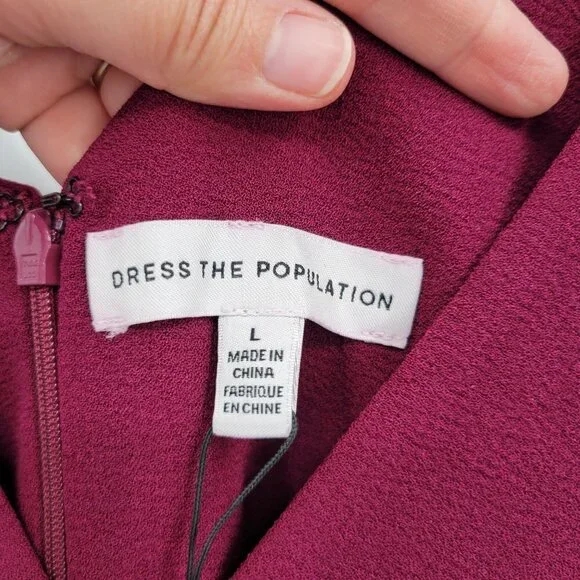 DRESS THE POPULATION
L
MADE IN
CHINA
FABRIQUE
EN CHINE